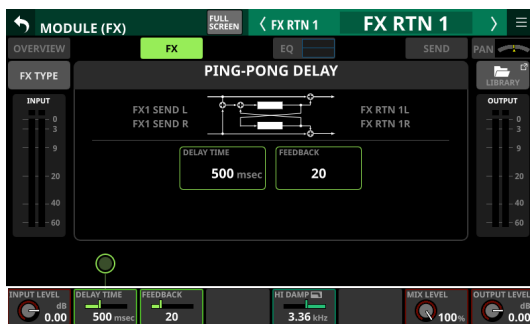 MODULE (FX)
FULL SCREEN
FX RTN 1
FX RTN 1
OVERVIEW
FX
EQ
SEND
PAN
FX TYPE
PING-PONG DELAY
LIBRARY
INPUT
OUTPUT
FX1 SEND L
FX RTN 1L
FX1 SEND R
FX RTN 1R
0
3
9
20
40
60
0
3
9
20
40
60
DELAY TIME
FEEDBACK
500 msec
20
INPUT LEVEL
DELAY TIME
FEEDBACK
HI DAMP
MIX LEVEL
OUTPUT LEVEL
dB
dB
0.00
500 msec
20
3.36 kHz
100%
0.00